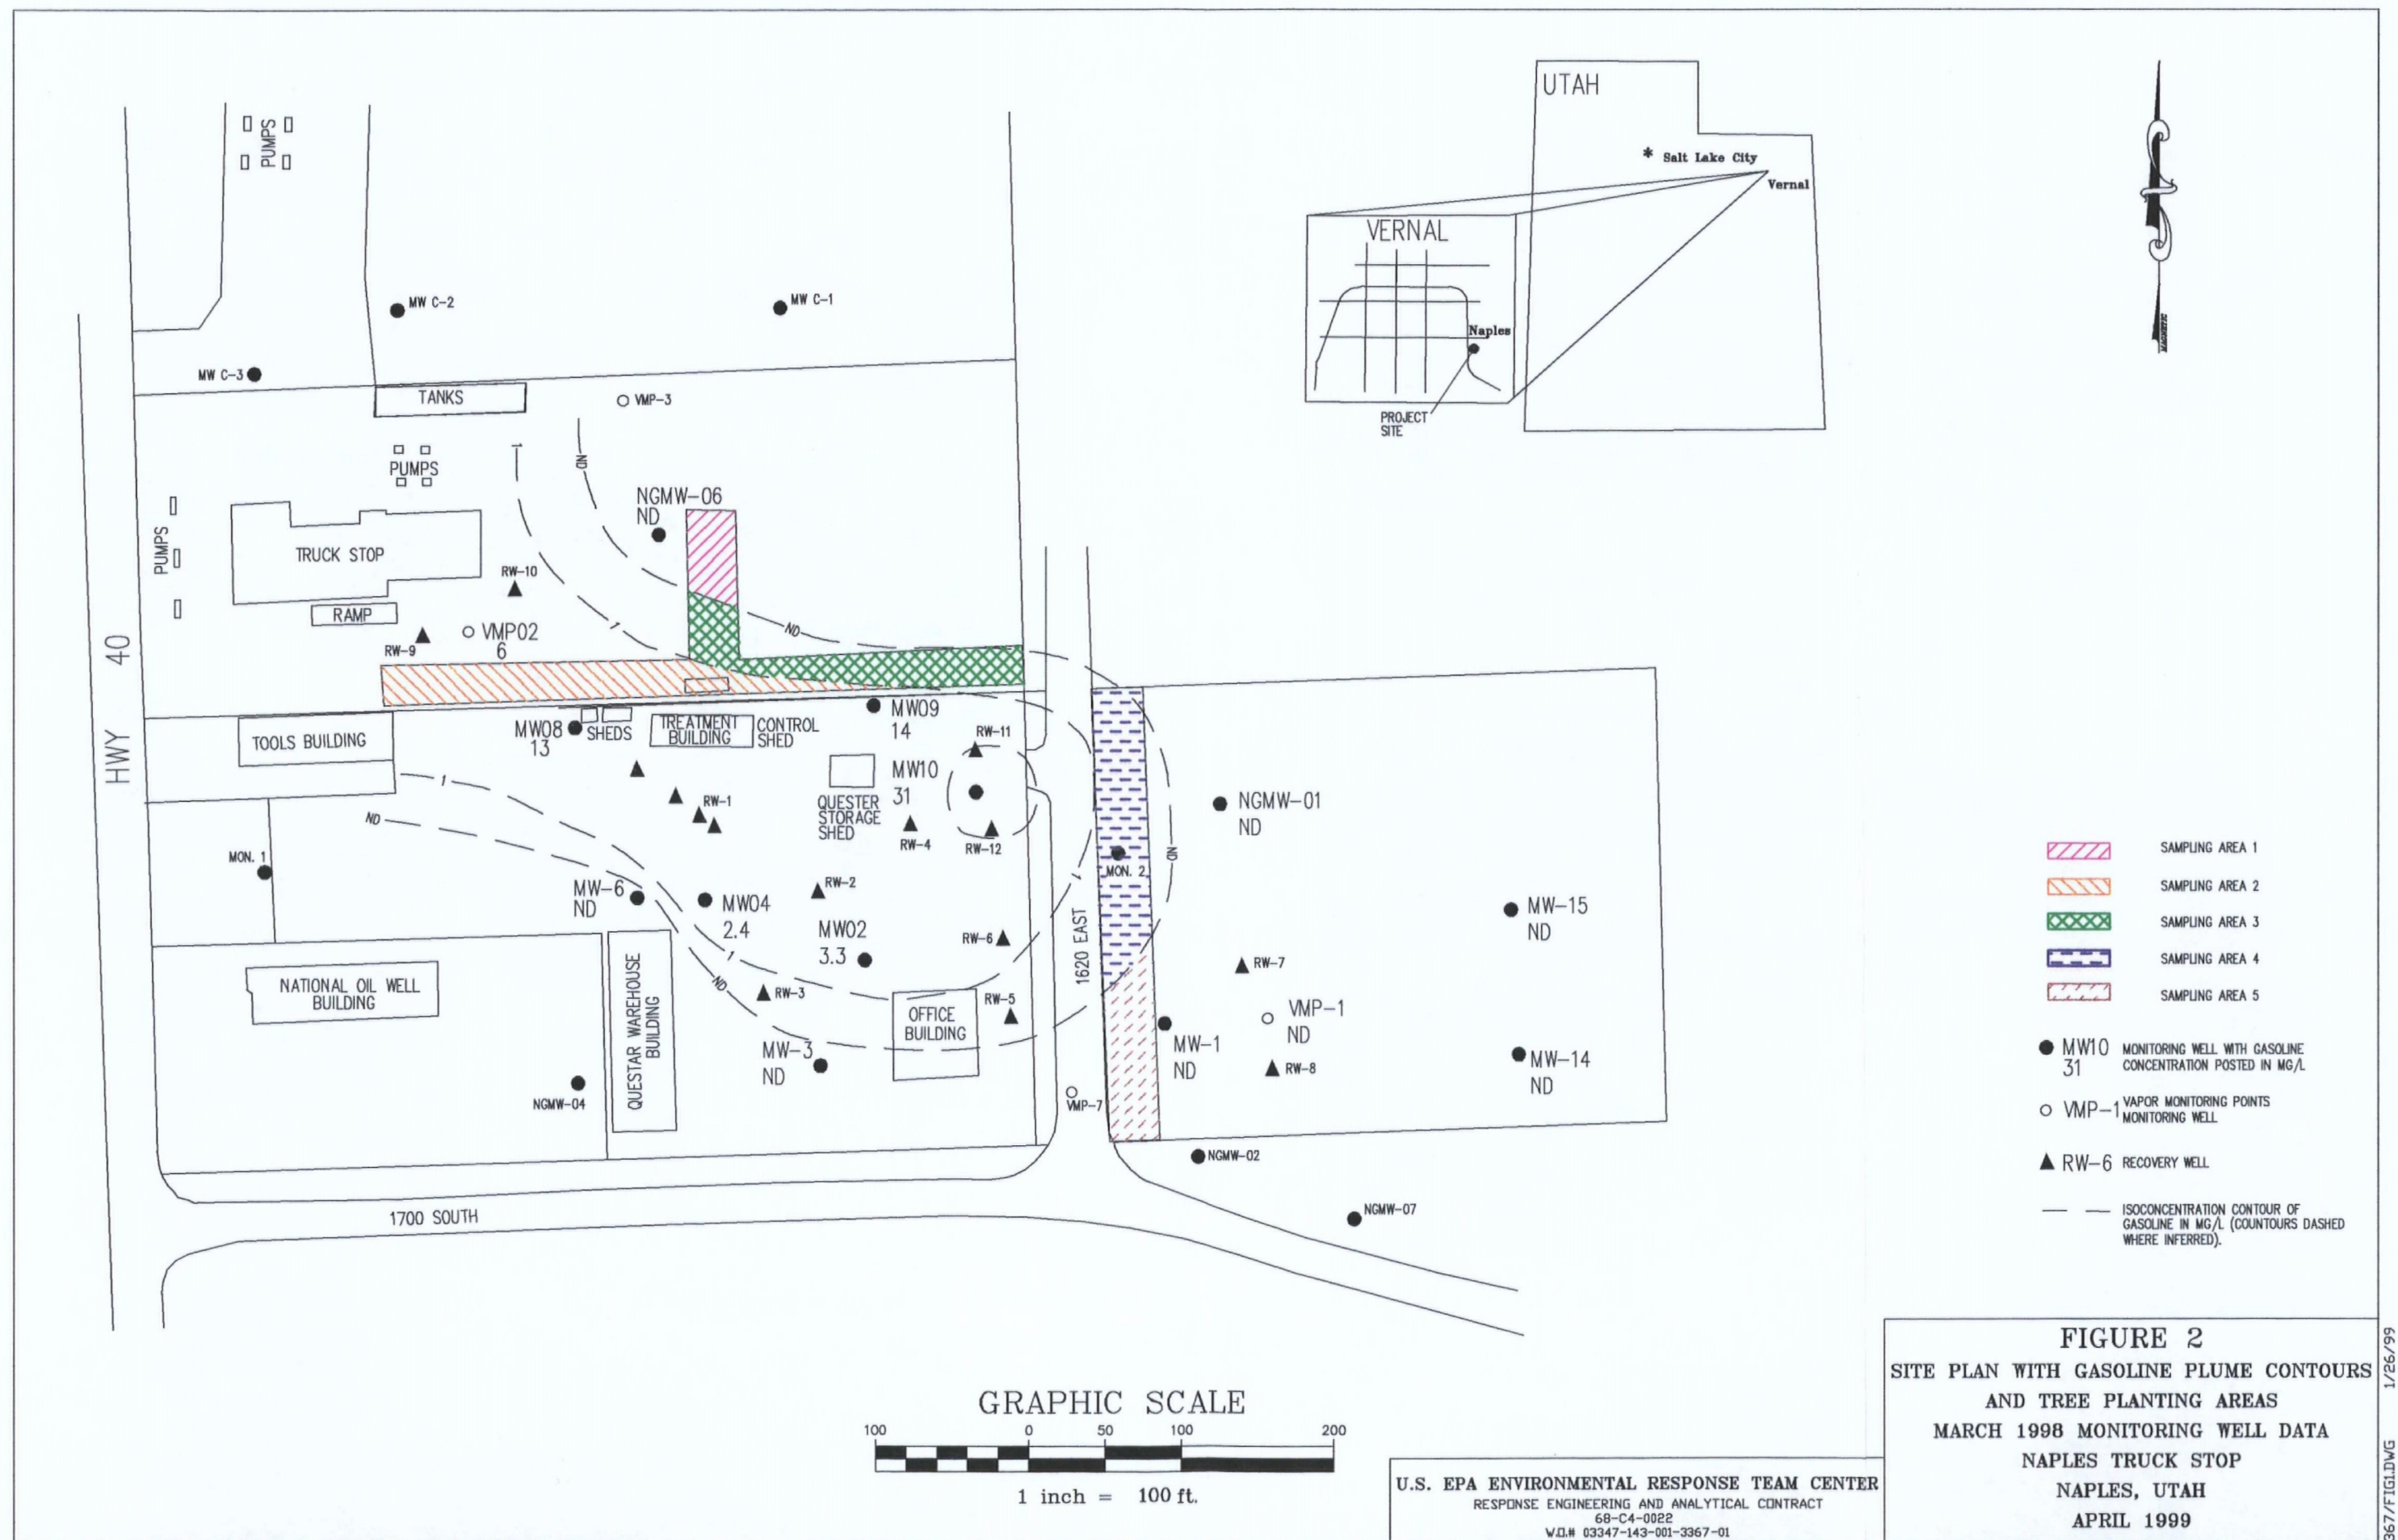 UTAH
* Salt Lake City
Vernal
VERNAL
Naples
PROJECT
SITE
PUMPS
MW C-2
MW C-1
MW C-3
TANKS
VMP-3
1
ND
PUMPS
NGMW-06
ND
PUMPS
TRUCK STOP
RW-10
RAMP
VMP02
6
RW-9
1
ND
HWY 40
TOOLS BUILDING
MW08
13
SHEDS
TREATMENT
BUILDING
CONTROL
SHED
MW09
14
RW-11
MW10
31
QUESTER
STORAGE
SHED
RW-1
RW-4
RW-12
1
ND
MON. 1
MW-6
ND
MW04
2.4
RW-2
MW02
3.3
RW-6
1
ND
RW-3
1620 EAST
1
MON. 2
ND
NGMW-01
ND
MW-15
ND
RW-7
VMP-1
ND
MW-1
ND
RW-8
MW-14
ND
NATIONAL OIL WELL
BUILDING
QUESTAR WAREHOUSE
BUILDING
OFFICE
BUILDING
RW-5
MW-3
ND
NGMW-04
VMP-7
NGMW-02
NGMW-07
1700 SOUTH
SAMPLING AREA 1
SAMPLING AREA 2
SAMPLING AREA 3
SAMPLING AREA 4
SAMPLING AREA 5
MW10
31
MONITORING WELL WITH GASOLINE
CONCENTRATION POSTED IN MG/L
VMP-1
VAPOR MONITORING POINTS
MONITORING WELL
RW-6 RECOVERY WELL
ISOCONCENTRATION CONTOUR OF
GASOLINE IN MG/L (COUNTOURS DASHED
WHERE INFERRED).
GRAPHIC SCALE
100 0 50 100 200
1 inch = 100 ft.
U.S. EPA ENVIRONMENTAL RESPONSE TEAM CENTER
RESPONSE ENGINEERING AND ANALYTICAL CONTRACT
68-C4-0022
W.O.# 03347-143-001-3367-01
FIGURE 2
SITE PLAN WITH GASOLINE PLUME CONTOURS
AND TREE PLANTING AREAS
MARCH 1998 MONITORING WELL DATA
NAPLES TRUCK STOP
NAPLES, UTAH
APRIL 1999
367/FIG1.DWG 1/26/99